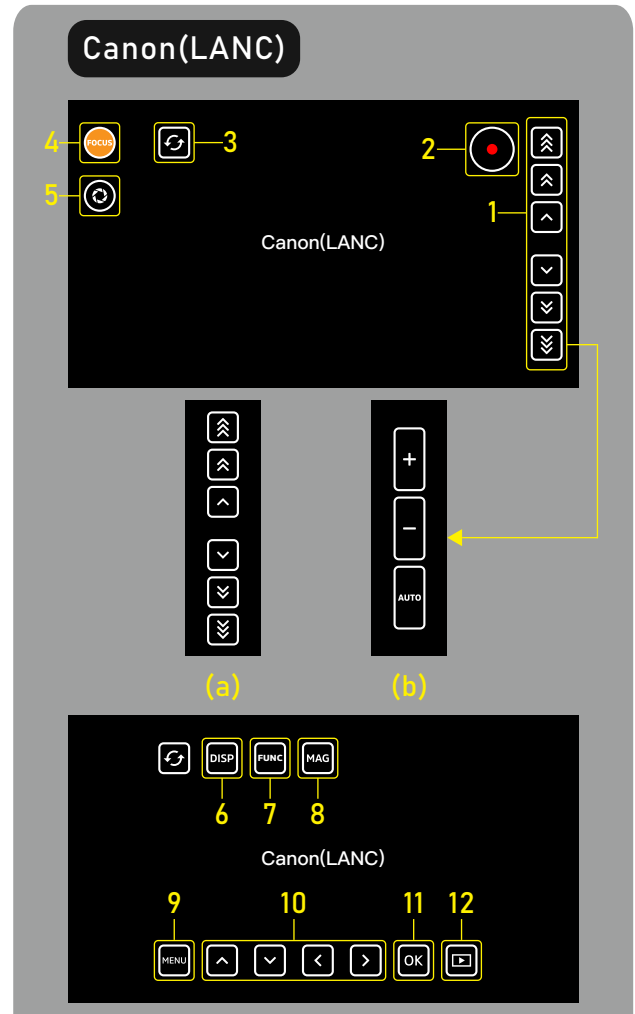 Canon(LANC)
4 FOCUS 3 2
5 1
Canon(LANC)
+
−
AUTO
(a) (b)
DISP FUNC MAG
6 7 8
Canon(LANC)
9 10 11 12
MENU OK